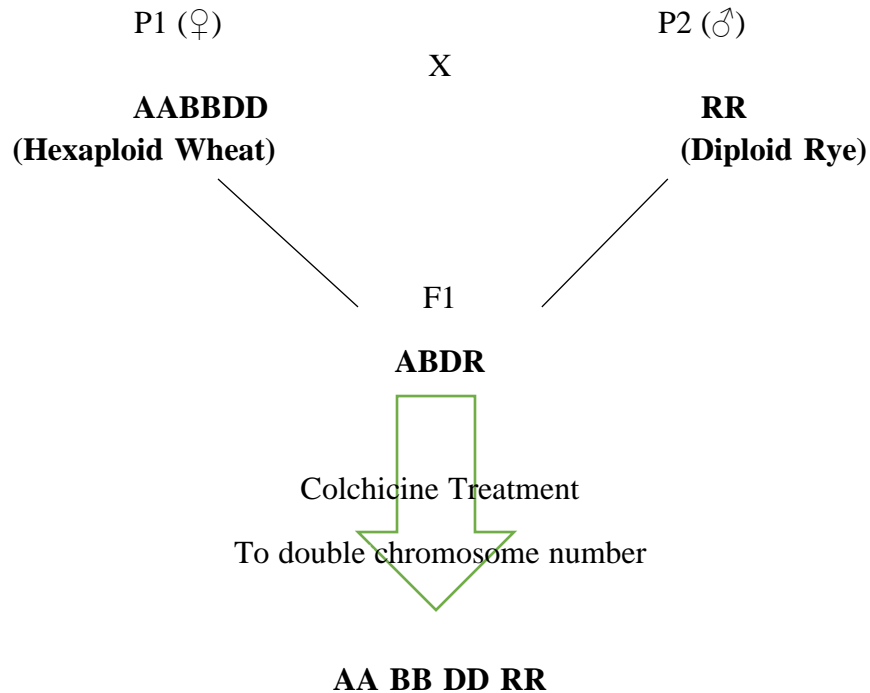 P1 (♀) P2 (♂)
X
AABBDD RR
(Hexaploid Wheat) (Diploid Rye)
F1
ABDR
Colchicine Treatment
To double chromosome number
AA BB DD RR